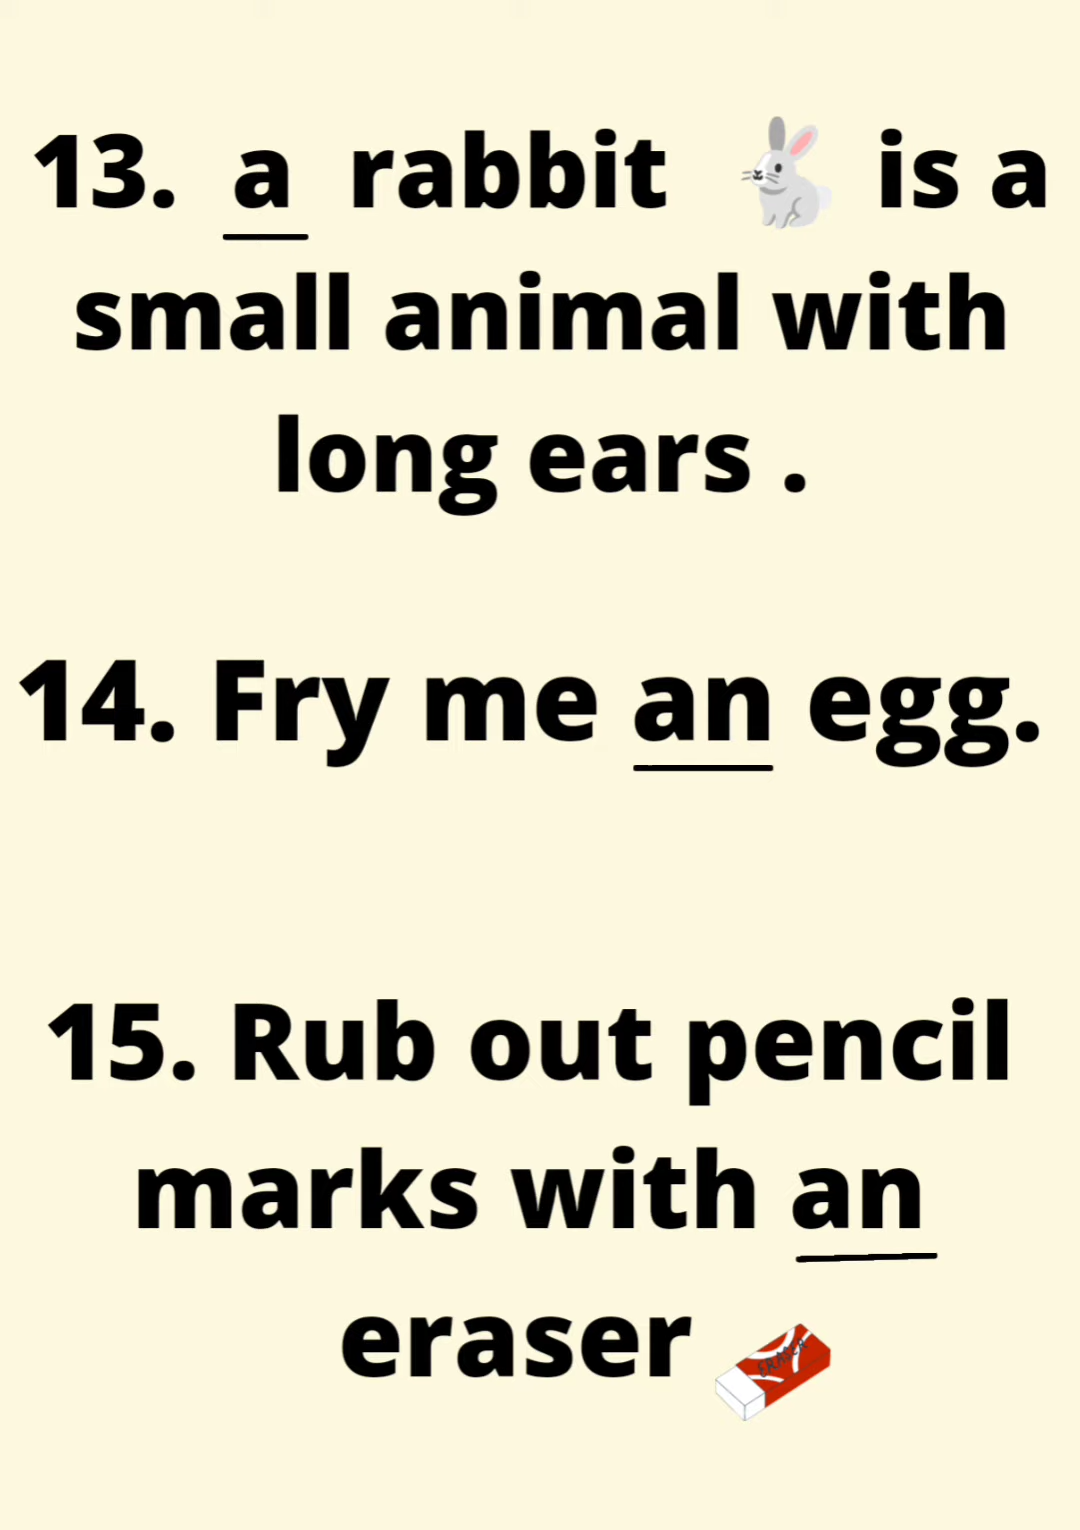 13. a rabbit 🐇 is a
small animal with
long ears .
14. Fry me an egg.
15. Rub out pencil
marks with an
eraser
ERASER